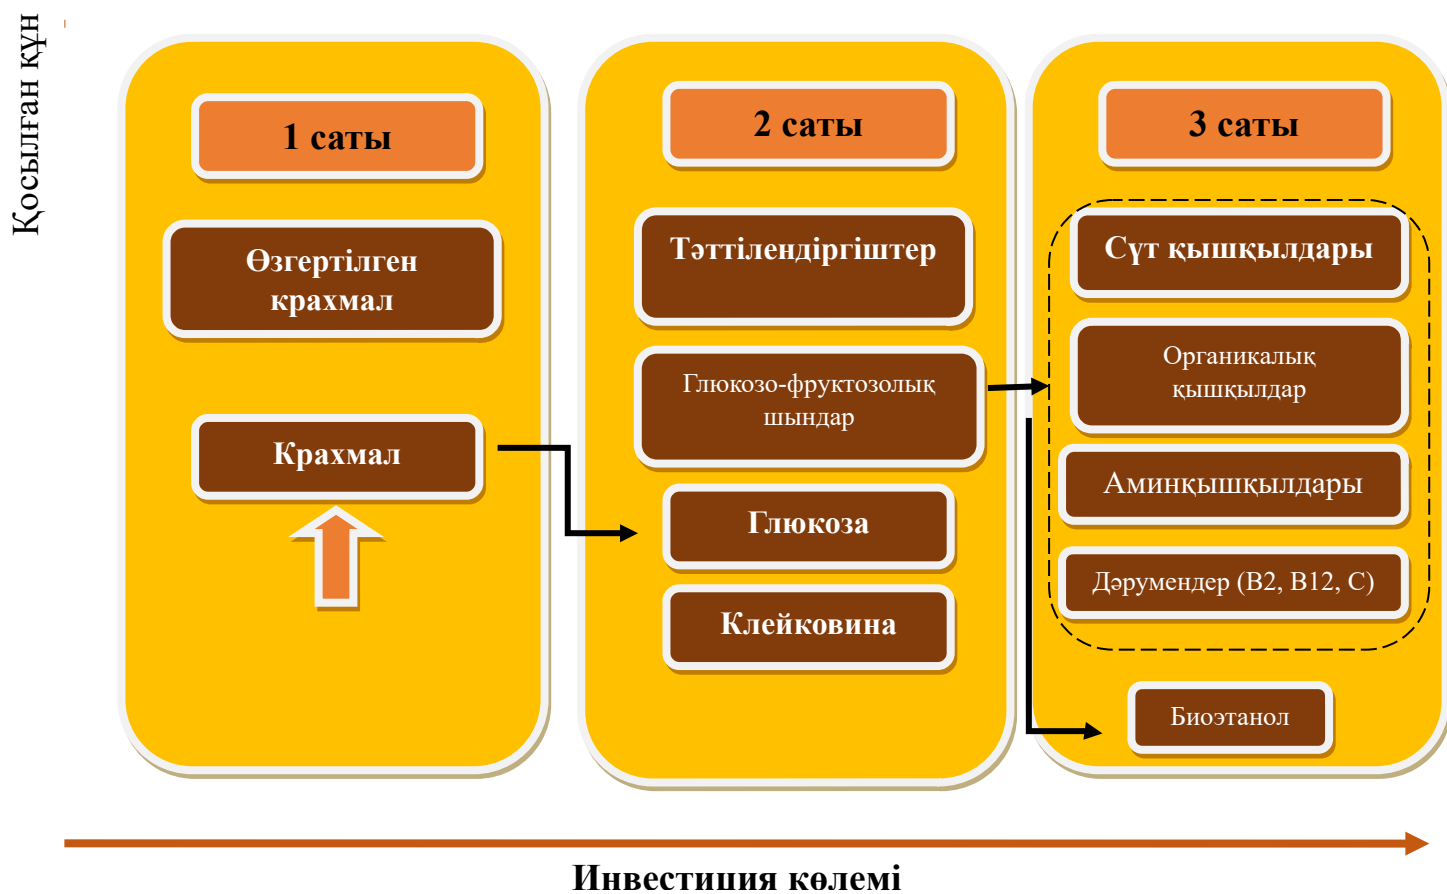 Қосылған құн
1 саты
Өзгертілген
крахмал
Крахмал
2 саты
Тәттілендіргіштер
Глюкозо-фруктозолық
шындар
Глюкоза
Клейковина
3 саты
Сүт қышқылдары
Органикалық
қышқылдар
Аминқышқылдары
Дәрумендер (В2, В12, С)
Биоэтанол
Инвестиция көлемі